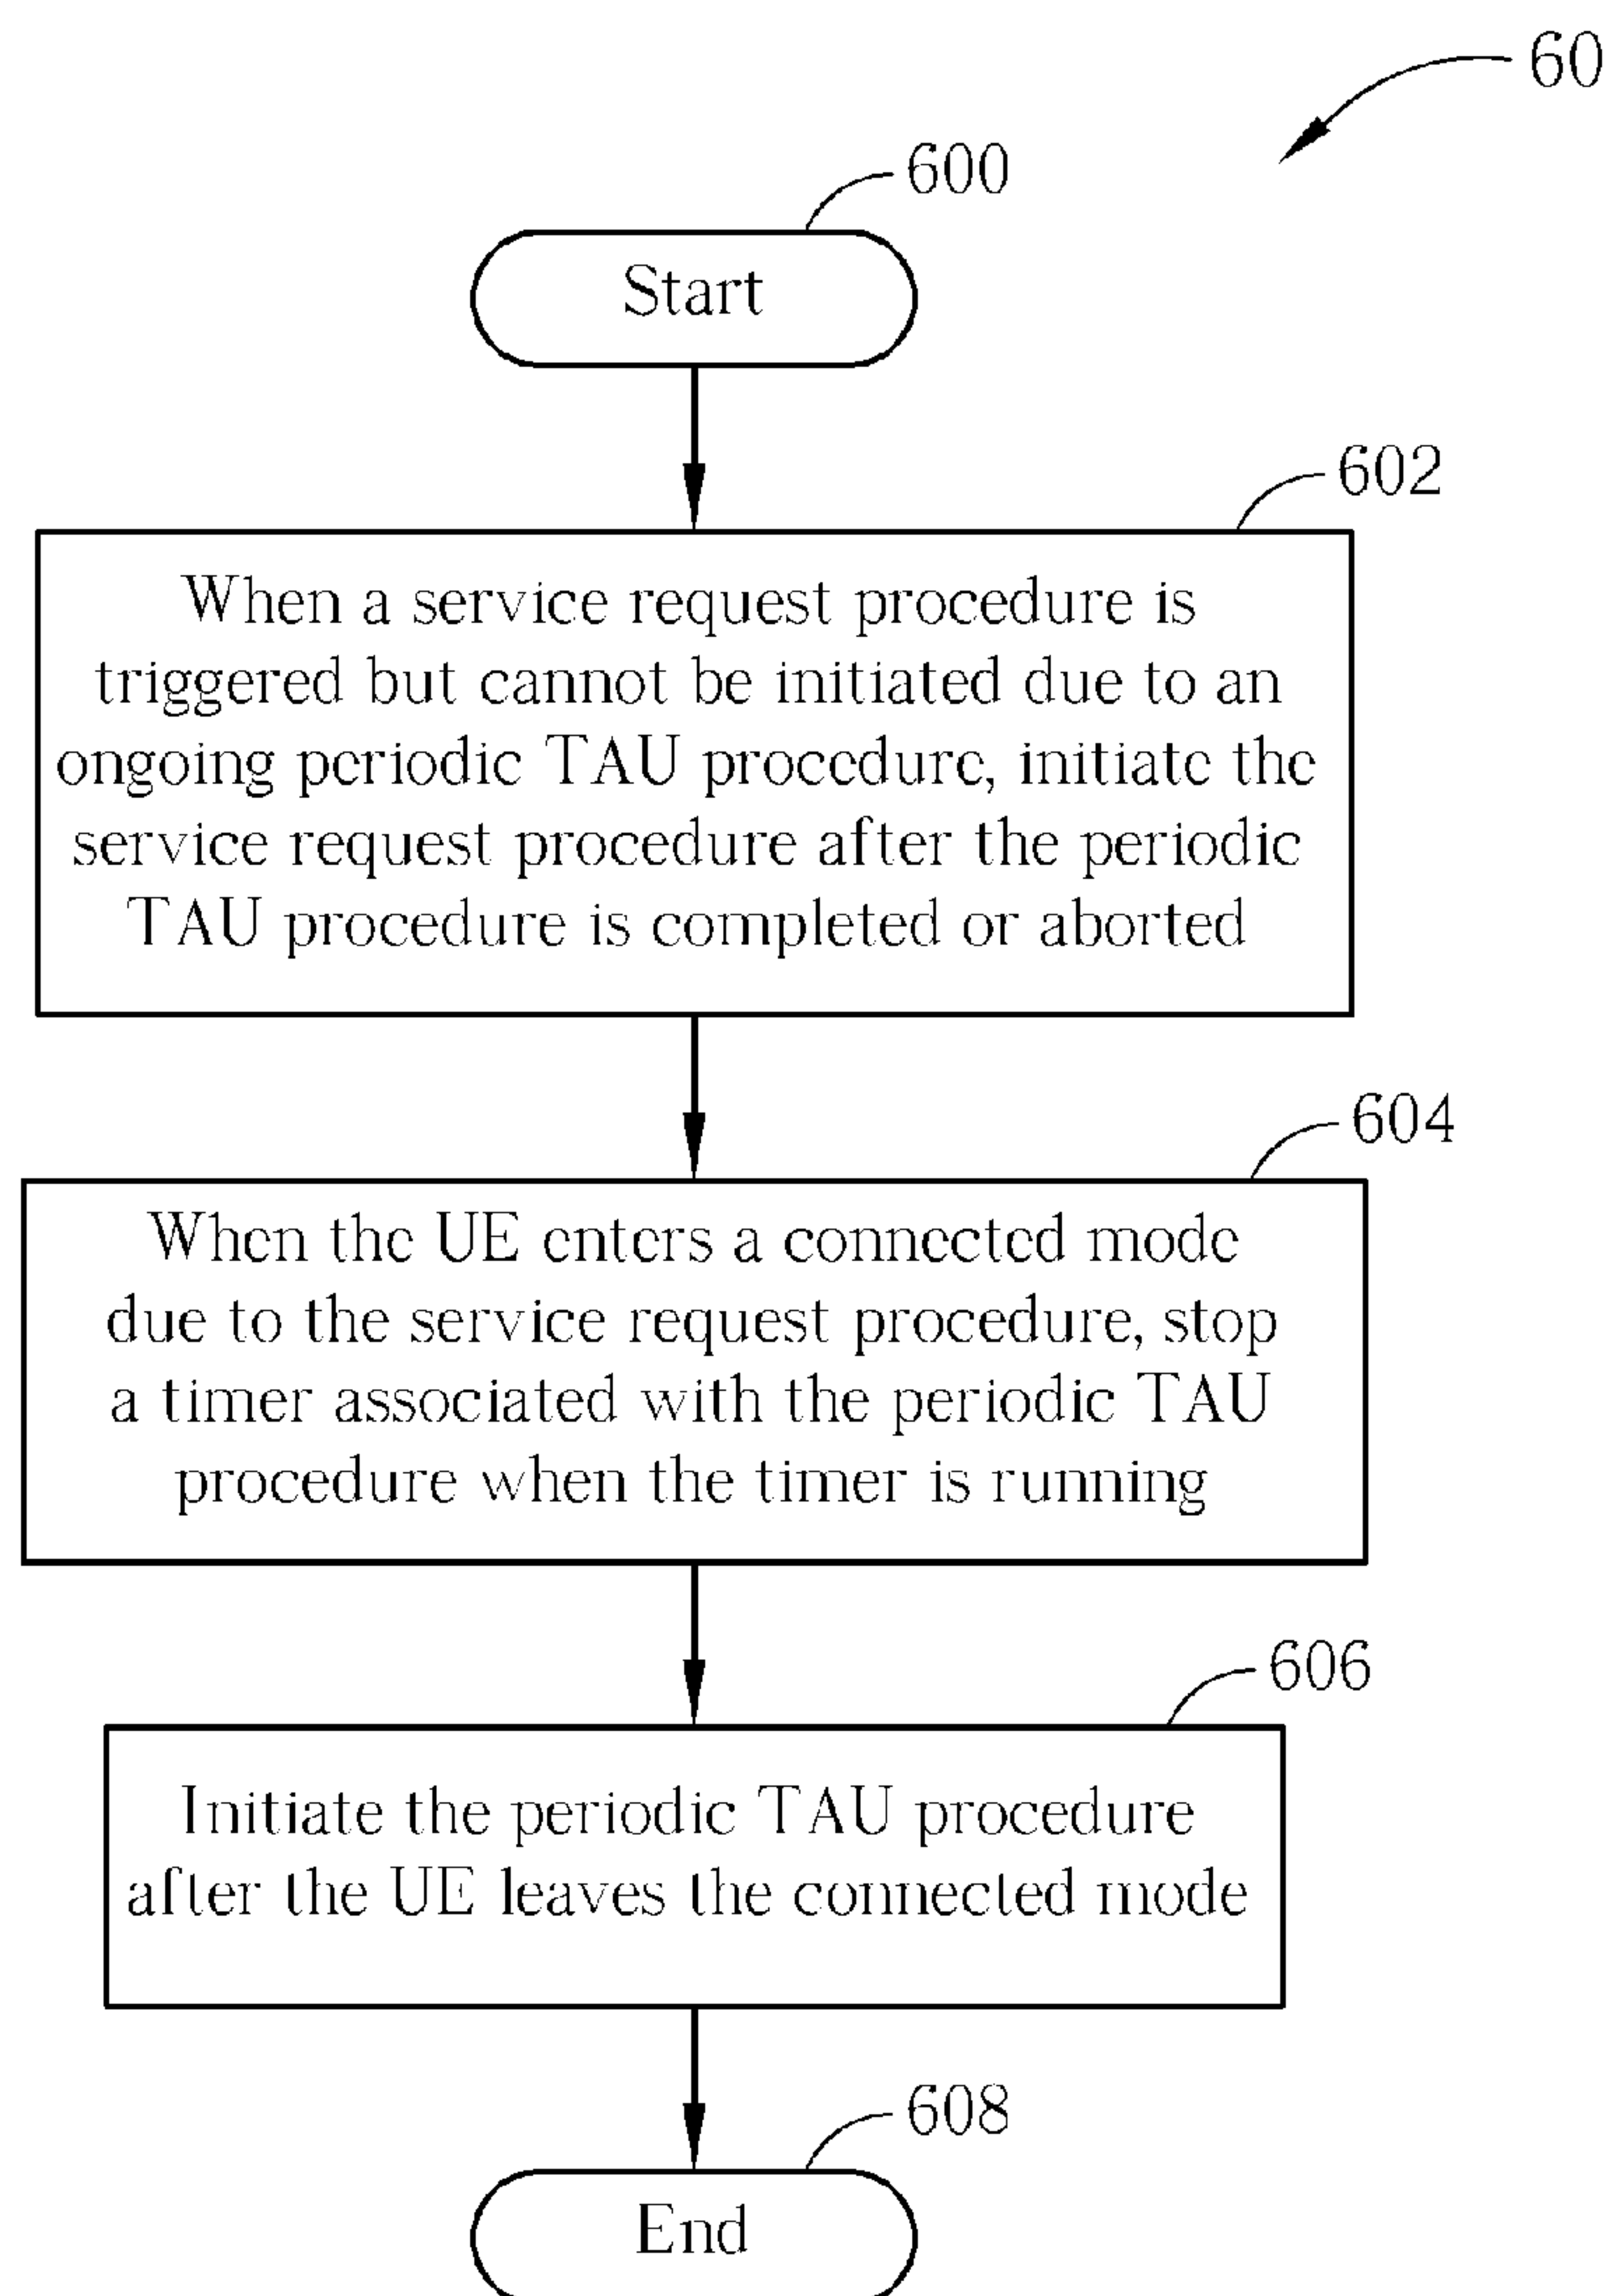 60
600
Start
602
When a service request procedure is
triggered but cannot be initiated due to an
ongoing periodic TAU procedure, initiate the
service request procedure after the periodic
TAU procedure is completed or aborted
604
When the UE enters a connected mode
due to the service request procedure, stop
a timer associated with the periodic TAU
procedure when the timer is running
606
Initiate the periodic TAU procedure
after the UE leaves the connected mode
608
End